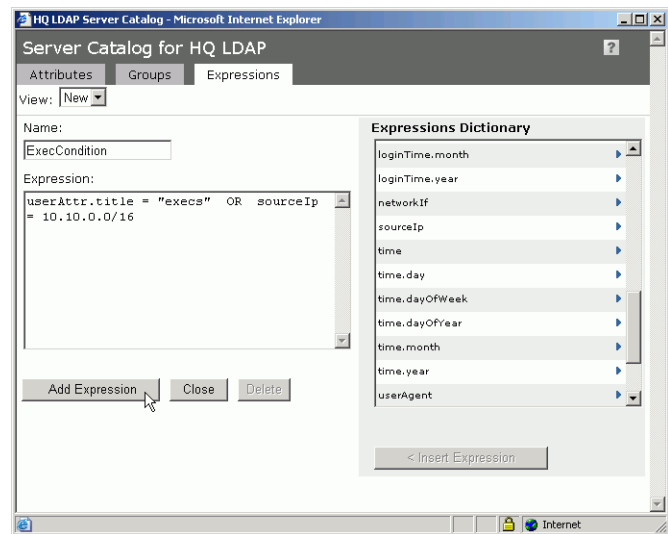 HQ LDAP Server Catalog - Microsoft Internet Explorer
Server Catalog for HQ LDAP
?
Attributes Groups Expressions
View: New
Name:
ExecCondition
Expression:
userAttr.title = "execs" OR sourceIp
= 10.10.0.0/16
Add Expression Close Delete
Expressions Dictionary
loginTime.month
loginTime.year
networkIf
sourceIp
time
time.day
time.dayOfWeek
time.dayOfYear
time.month
time.year
userAgent
< Insert Expression
Internet